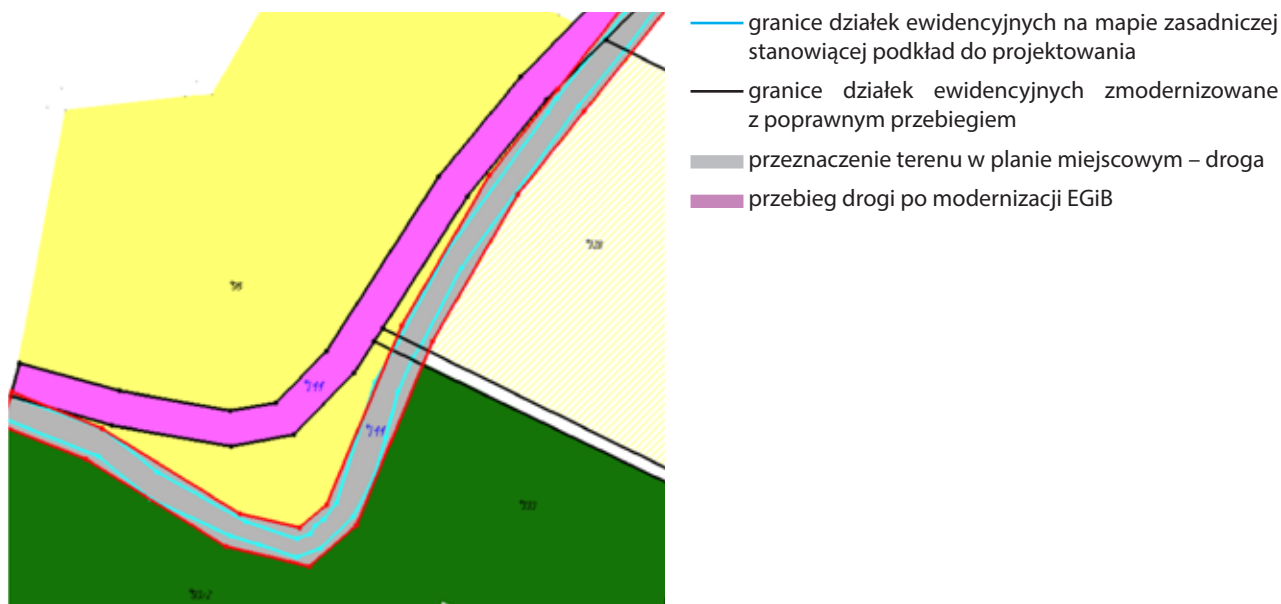 granice działek ewidencyjnych na mapie zasadniczej
stanowiącej podkład do projektowania
granice działek ewidencyjnych zmodernizowane
z poprawnym przebiegiem
przeznaczenie terenu w planie miejscowym – droga
przebieg drogi po modernizacji EGiB